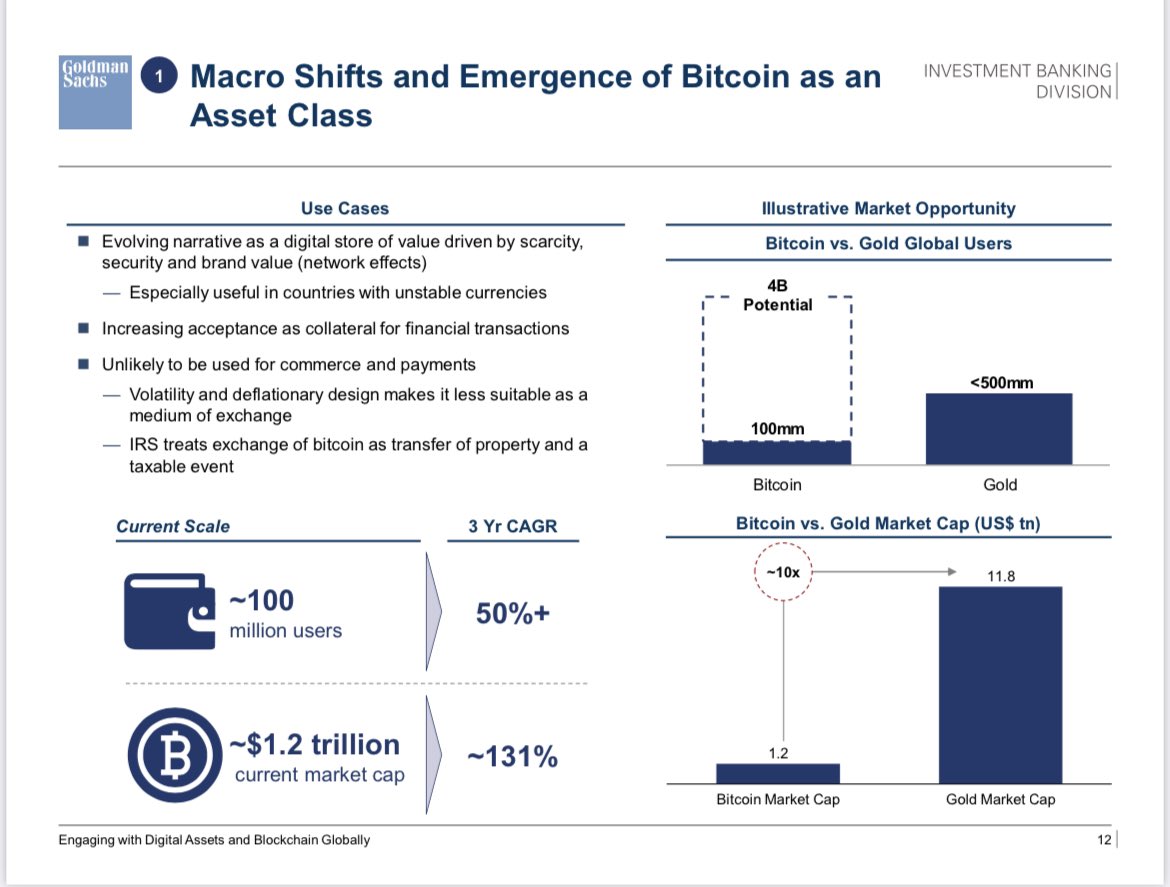 Goldman
Sachs
1
Macro Shifts and Emergence of Bitcoin as an
Asset Class
INVESTMENT BANKING
DIVISION
Use Cases
Evolving narrative as a digital store of value driven by scarcity,
security and brand value (network effects)
— Especially useful in countries with unstable currencies
Increasing acceptance as collateral for financial transactions
Unlikely to be used for commerce and payments
— Volatility and deflationary design makes it less suitable as a
medium of exchange
— IRS treats exchange of bitcoin as transfer of property and a
taxable event
Current Scale
3 Yr CAGR
~100
million users
50%+
~$1.2 trillion
current market cap
~131%
Illustrative Market Opportunity
Bitcoin vs. Gold Global Users
4B
Potential
100mm
<500mm
Bitcoin
Gold
Bitcoin vs. Gold Market Cap (US$ tn)
~10x
11.8
1.2
Bitcoin Market Cap
Gold Market Cap
Engaging with Digital Assets and Blockchain Globally
12